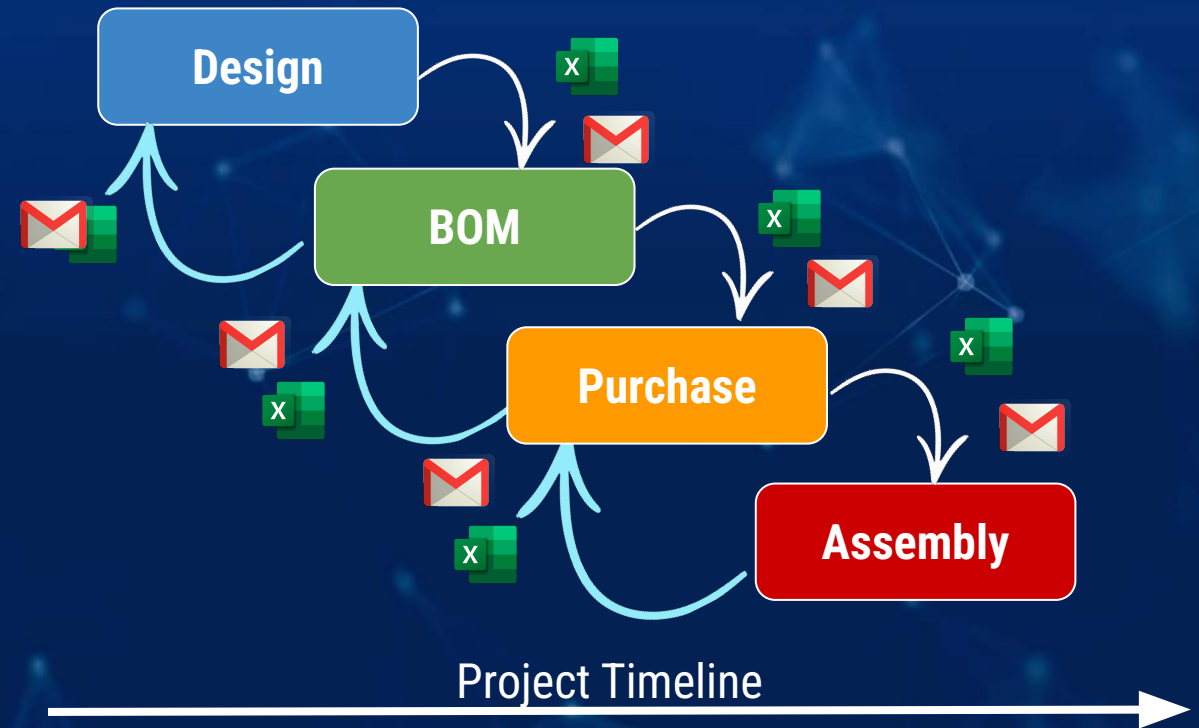 Design
X
BOM
X
Purchase
X
X
Assembly
X
Project Timeline